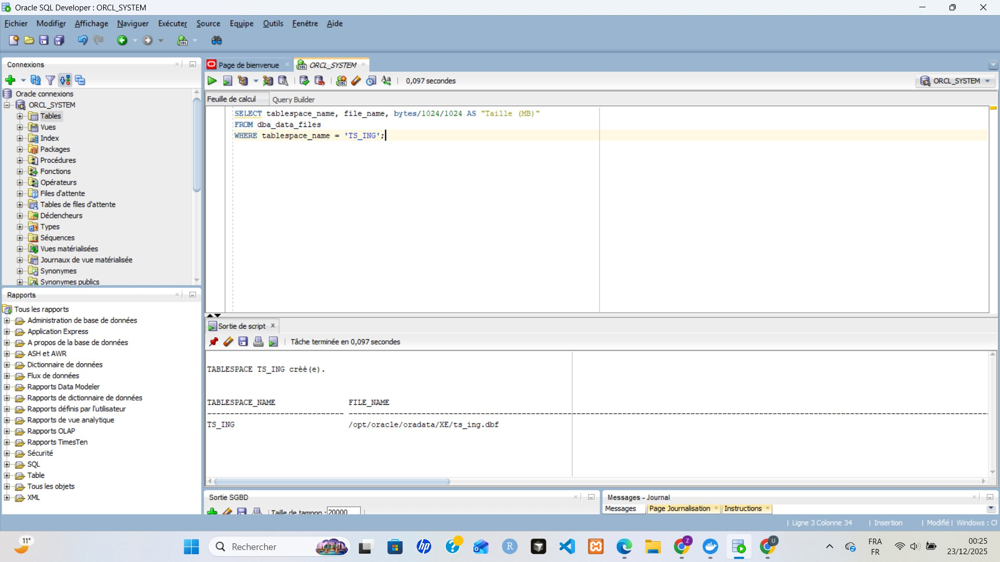 Oracle SQL Developer : ORCL_SYSTEM
Fichier Modifier Affichage Naviguer Exécuter Source Equipe Outils Fenêtre Aide
Connexions
Oracle connexions
ORCL_SYSTEM
Tables
Vues
Index
Packages
Procédures
Fonctions
Opérateurs
Files d'attente
Tables de files d'attente
Déclencheurs
Types
Séquences
Vues matérialisées
Journaux de vue matérialisée
Synonymes
Synonymes publics
Rapports
Tous les rapports
Administration de base de données
Application Express
A propos de la base de données
ASH et AWR
Dictionnaire de données
Flux de données
Rapports Data Modeler
Rapports de dictionnaire de données
Rapports définis par l'utilisateur
Rapports de vue analytique
Rapports OLAP
Rapports TimesTen
Sécurité
SQL
Table
Tous les objets
XML
Page de bienvenue ORCL_SYSTEM
0,097 secondes
ORCL_SYSTEM
Feuille de calcul Query Builder
SELECT tablespace_name, file_name, bytes/1024/1024 AS "Taille (MB)"
FROM dba_data_files
WHERE tablespace_name = 'TS_ING';
Sortie de script
Tâche terminée en 0,097 secondes
TABLESPACE TS_ING créé(e).
TABLESPACE_NAME FILE_NAME
TS_ING /opt/oracle/oradata/XE/ts_ing.dbf
Sortie SGBD
Taille de tampon : 20000
Messages - Journal
Messages Page Journalisation Instructions
Ligne 3 Colonne 34 | Insertion | Modifié | Windows :
11°
Rechercher
FRA
FR
00:25
23/12/2025